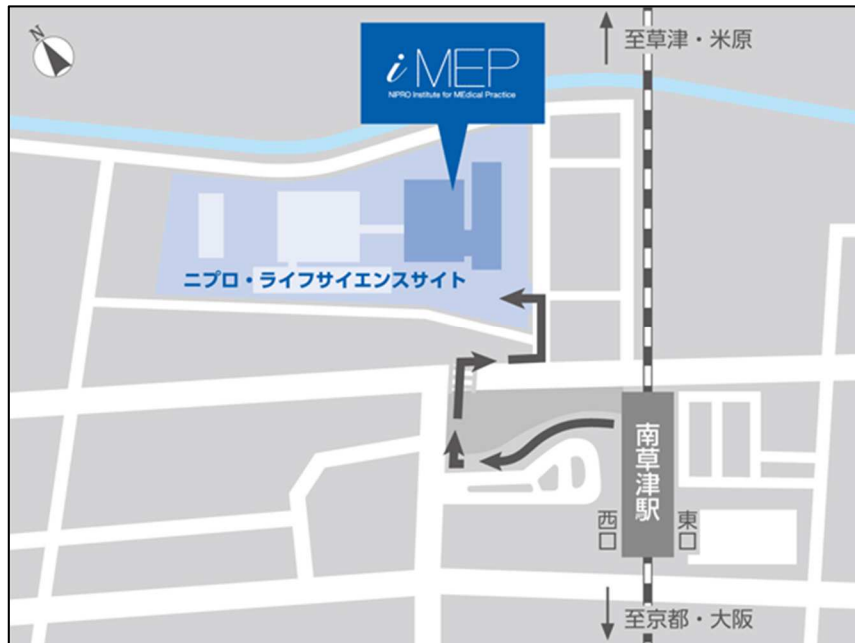 N
iMEP
NIPRO Institute for MEdical Practice
至草津・米原
ニプロ・ライフサイエンスサイト
南草津駅
西口
東口
至京都・大阪